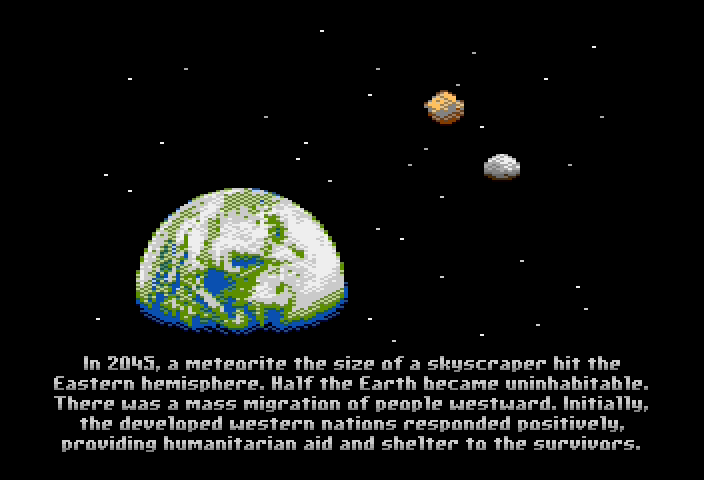 In 2045, a meteorite the size of a skyscraper hit the
Eastern hemisphere. Half the Earth became uninhabitable.
There was a mass migration of people westward. Initially,
the developed western nations responded positively,
providing humanitarian aid and shelter to the survivors.